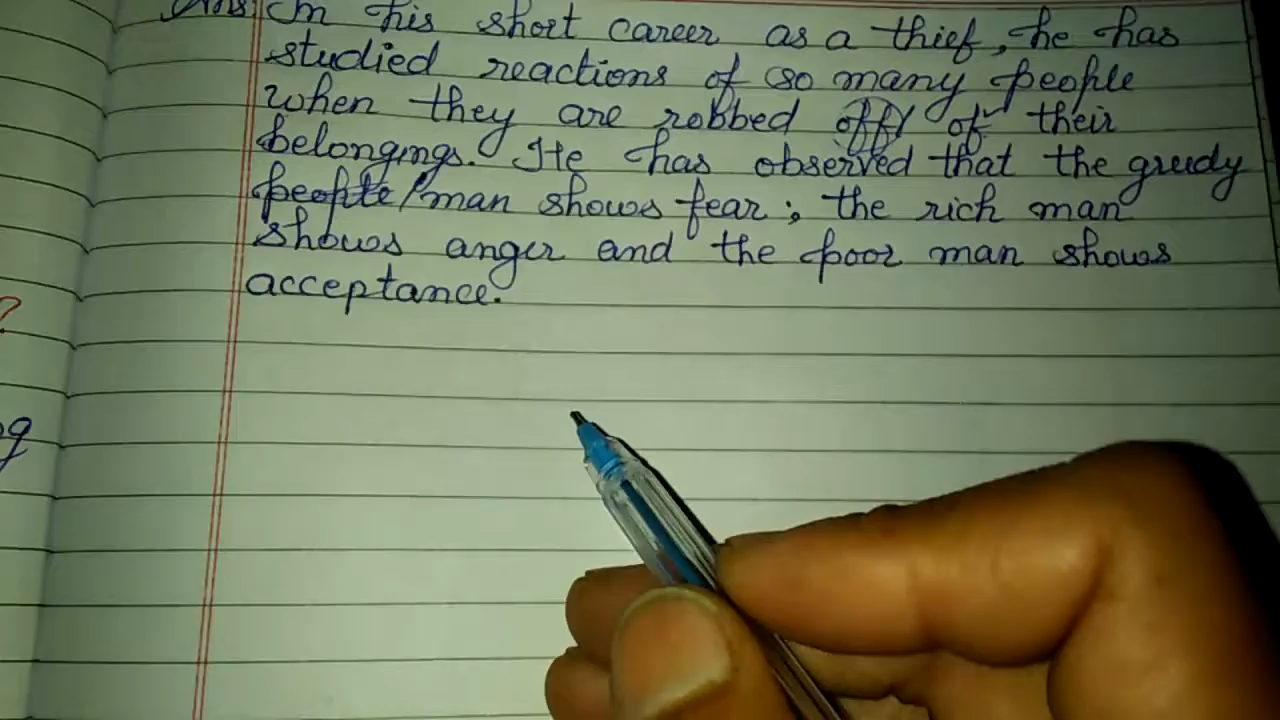 Ans: In his short career as a thief, he has
studied reactions of so many people
when they are robbed off/ of their
belongings. He has observed that the greedy
people/man shows fear; the rich man
shows anger and the poor man shows
acceptance.
?